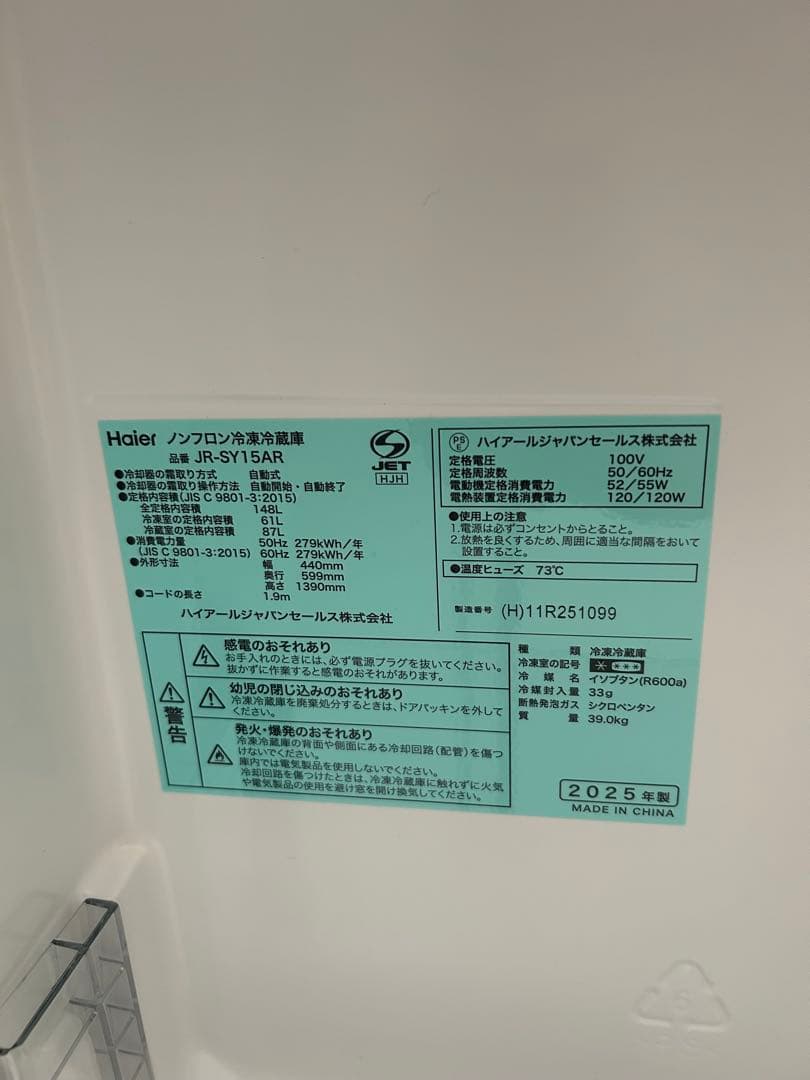 Haier ノンフロン冷凍冷蔵庫
品番 JR-SY15AR
JET
HJH
●冷却器の霜取り方式 自動式
●冷却器の霜取り操作方法 自動開始・自動終了
●定格内容積(JIS C 9801-3:2015)
全定格内容積 148L
冷凍室の定格内容積 61L
冷蔵室の定格内容積 87L
●消費電力量 50Hz 279kWh/年
(JIS C 9801-3:2015) 60Hz 279kWh/年
●外形寸法 幅 440mm
奥行 599mm
高さ 1390mm
●コードの長さ 1.9m
ハイアールジャパンセールス株式会社
PSE ハイアールジャパンセールス株式会社
定格電圧 100V
定格周波数 50/60Hz
電動機定格消費電力 52/55W
電熱装置定格消費電力 120/120W
●使用上の注意
1.電源は必ずコンセントからとること。
2.放熱を良くするため、周囲に適当な間隔をおいて
設置すること。
●温度ヒューズ 73℃
製造番号 (H)11R251099
警告
感電のおそれあり
お手入れのときには、必ず電源プラグを抜いてください。
抜かずに作業すると感電のおそれがあります。
幼児の閉じ込みのおそれあり
冷凍冷蔵庫を廃棄処分するときは、ドアパッキンを外して
ください。
発火・爆発のおそれあり
冷凍冷蔵庫の背面や側面にある冷却回路(配管)を傷つ
けないでください。
庫内では電気製品を使用しないでください。
冷却回路を傷つけたときは、冷凍冷蔵庫に触れずに火気
や電気製品の使用を避け窓を開け換気してください。
種類 冷凍冷蔵庫
冷凍室の記号
冷媒名 イソブタン(R600a)
冷媒封入量 33g
断熱発泡ガス シクロペンタン
質量 39.0kg
2025年製
MADE IN CHINA